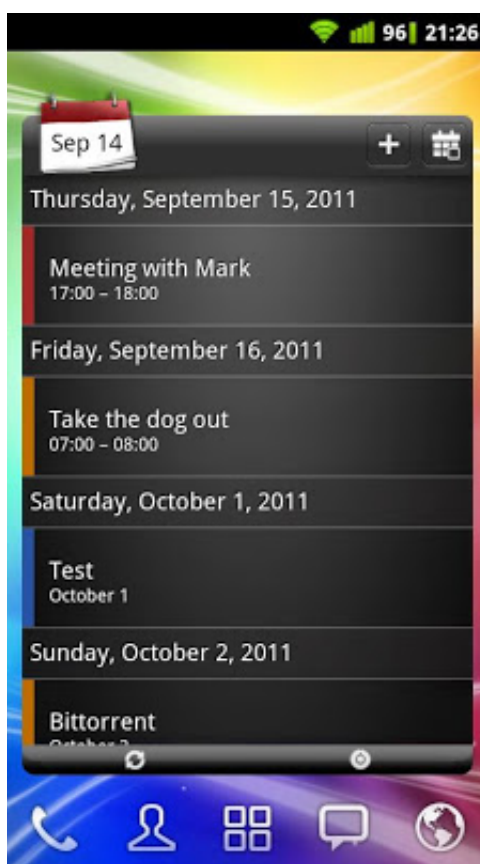 96 21:26
Sep 14
Thursday, September 15, 2011
Meeting with Mark
17:00 – 18:00
Friday, September 16, 2011
Take the dog out
07:00 – 08:00
Saturday, October 1, 2011
Test
October 1
Sunday, October 2, 2011
Bittorrent
October 2